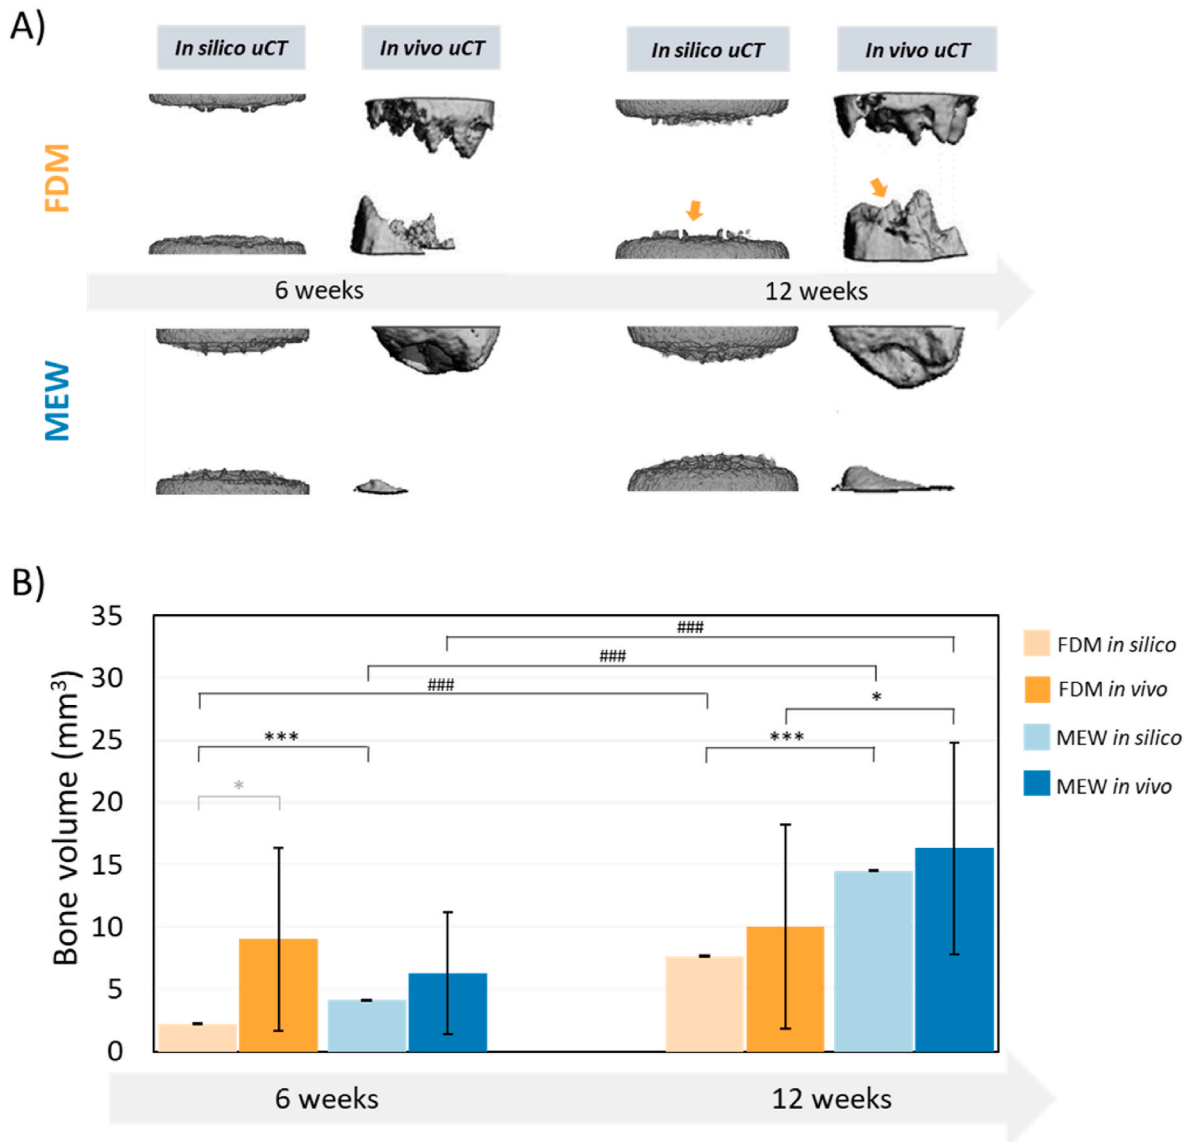 A)
In silico uCT
In vivo uCT
In silico uCT
In vivo uCT
FDM
6 weeks
12 weeks
MEW
B)
Bone volume (mm³)
35
30
25
20
15
10
5
0
###
###
###
*
***
***
*
FDM in silico
FDM in vivo
MEW in silico
MEW in vivo
6 weeks
12 weeks